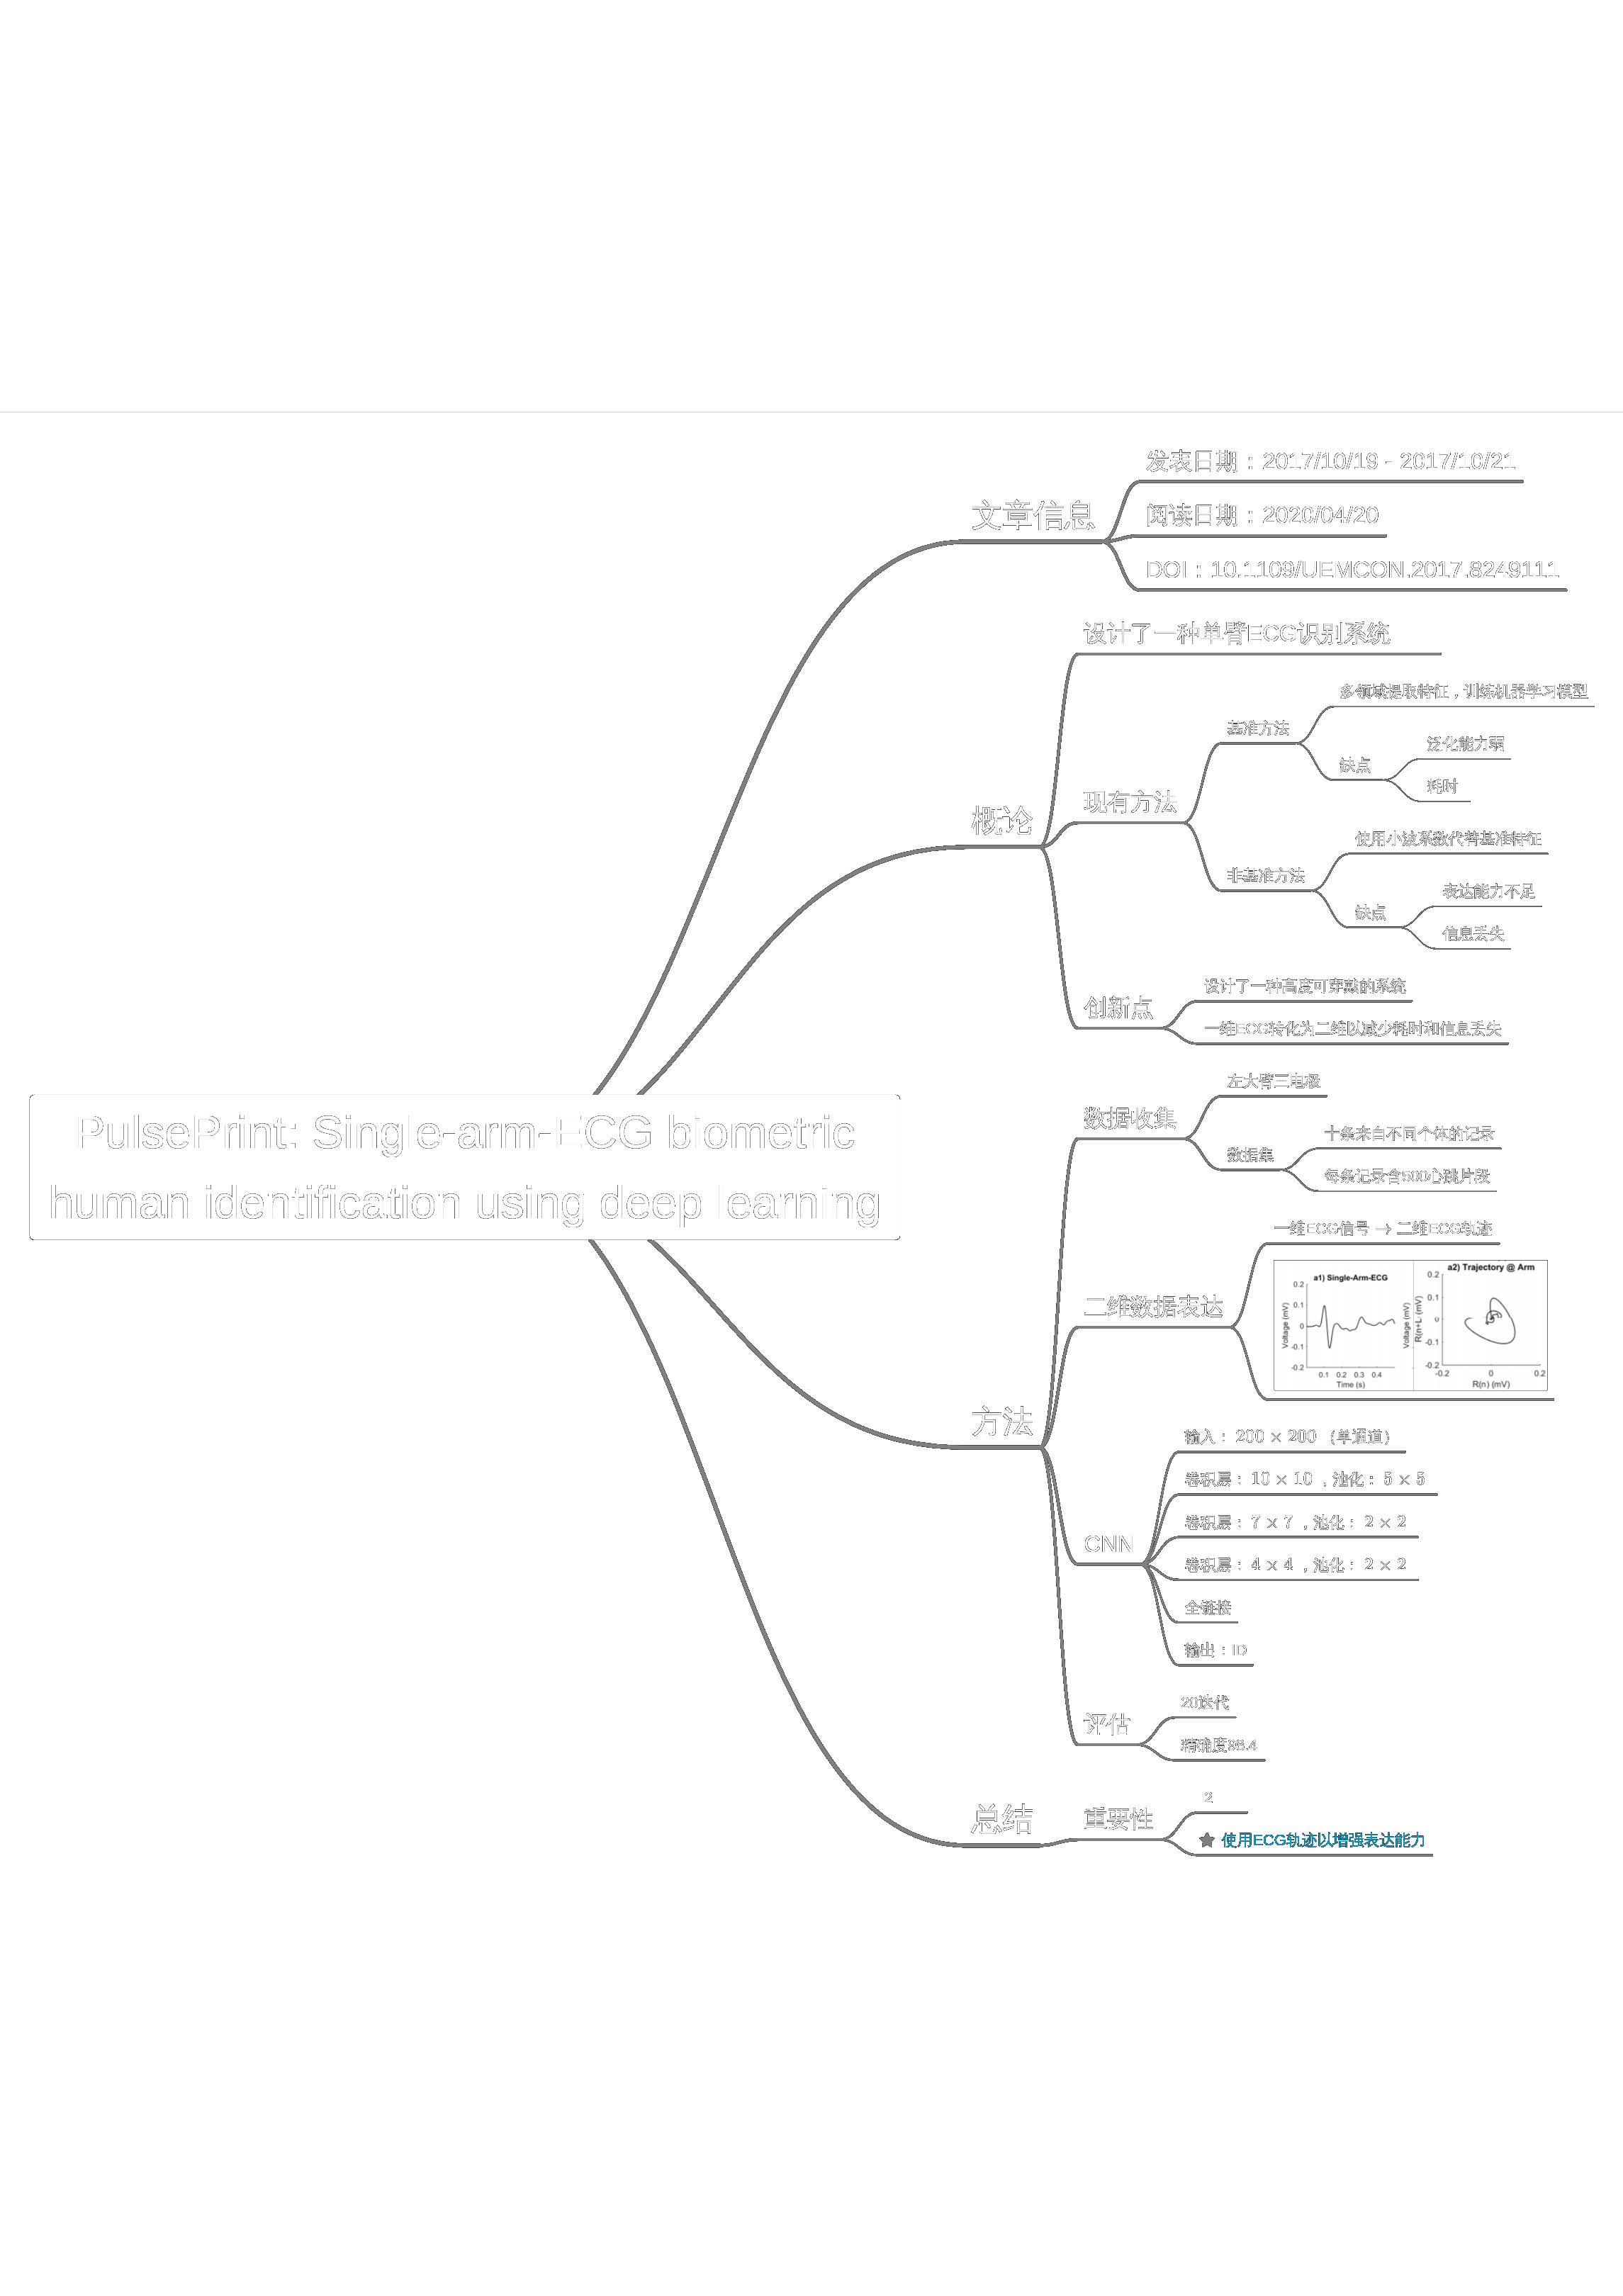 PulsePrint: Single-arm-ECG biometric
human identification using deep learning
文章信息
发表日期：2017/10/19 - 2017/10/21
阅读日期：2020/04/20
DOI：10.1109/UEMCON.2017.8249111
概论
设计了一种单臂ECG识别系统
现有方法
基准方法
多领域提取特征，训练机器学习模型
缺点
泛化能力弱
耗时
非基准方法
使用小波系数代替基准特征
缺点
表达能力不足
信息丢失
创新点
设计了一种高度可穿戴的系统
一维ECG转化为二维以减少耗时和信息丢失
方法
数据收集
左大臂三电极
数据集
十条来自不同个体的记录
每条记录含500心跳片段
二维数据表达
一维ECG信号 → 二维ECG轨迹
a1) Single-Arm-ECG
Voltage (mV)
0.2
0.1
0
-0.1
-0.2
0.1 0.2 0.3 0.4
Time (s)
a2) Trajectory @ Arm
Voltage (mV)
R(n+L) (mV)
0.2
0.1
0
-0.1
-0.2
-0.2 0 0.2
R(n) (mV)
CNN
输入：200 × 200 （单通道）
卷积层：10 × 10 ，池化：5 × 5
卷积层：7 × 7 ，池化：2 × 2
卷积层：4 × 4 ，池化：2 × 2
全链接
输出：ID
评估
20迭代
总结
重要性
2
★ 使用ECG轨迹以增强表达能力